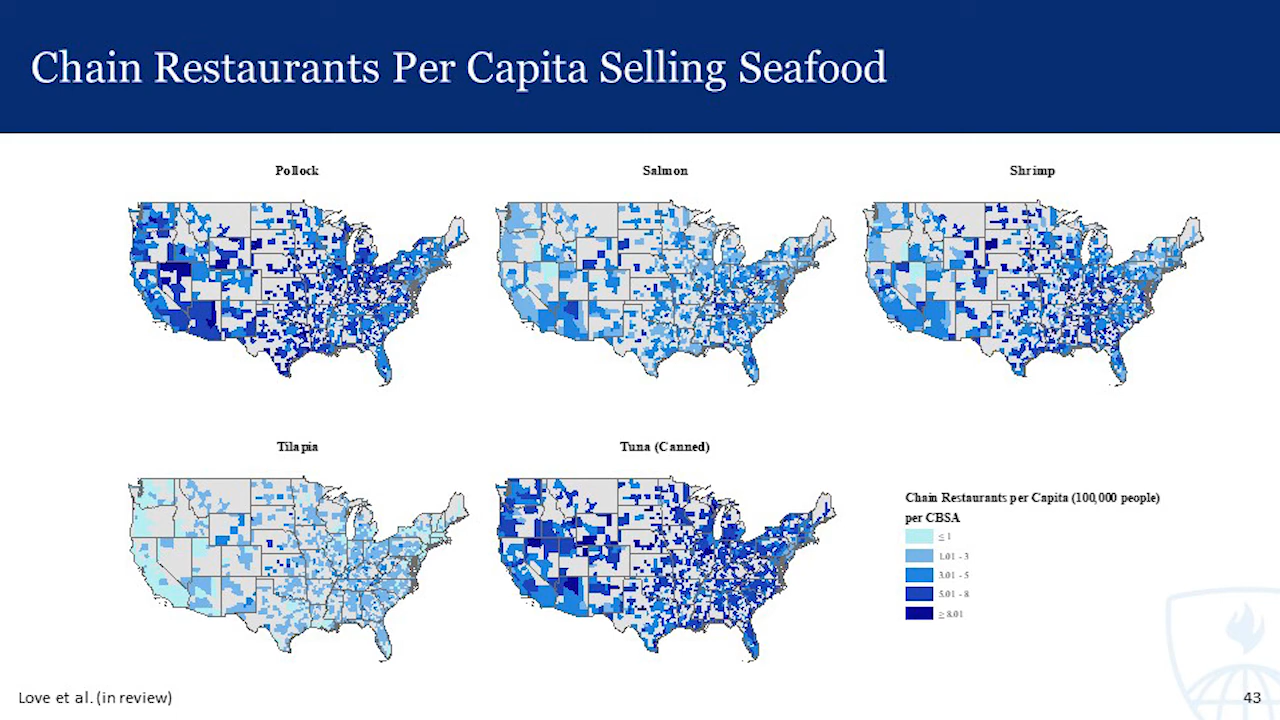 Chain Restaurants Per Capita Selling Seafood
Pollock
Salmon
Shrimp
Tilapia
Tuna (Canned)
Chain Restaurants per Capita (100,000 people)
per CBSA
≤ 1
1.01 - 3
3.01 - 5
5.01 - 8
≥ 8.01
Love et al. (in review)
43